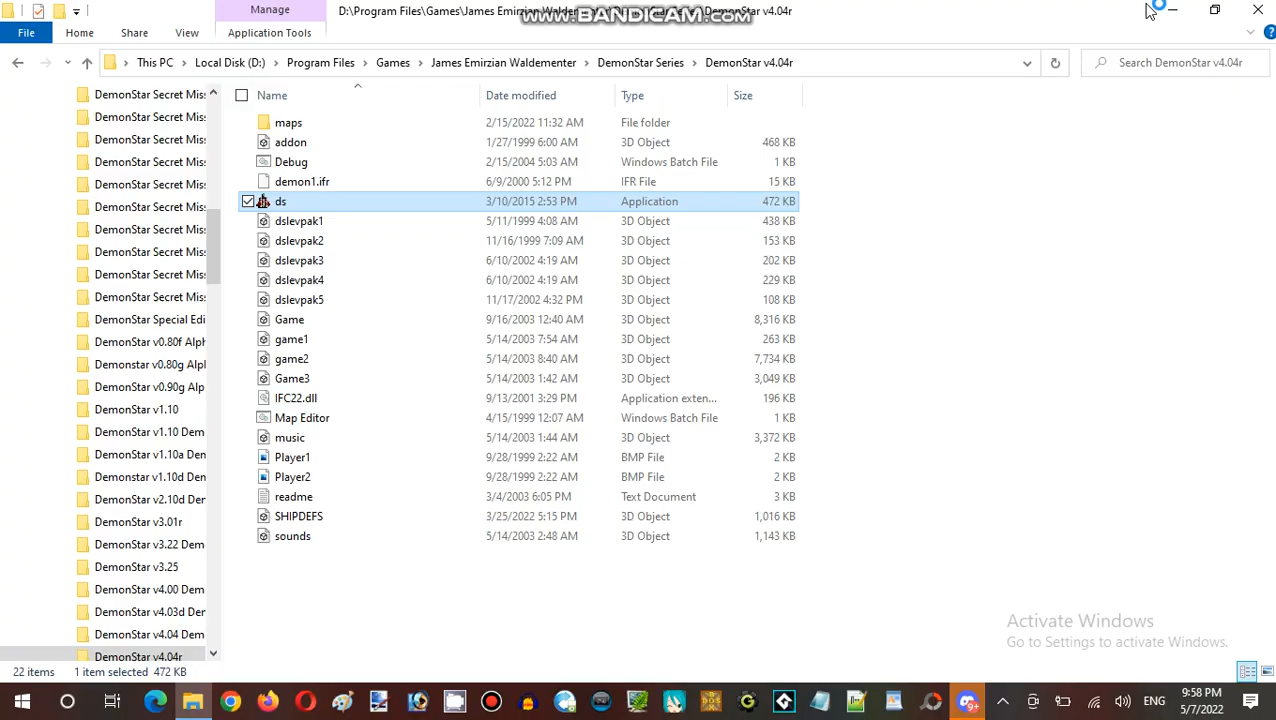 Manage
D:\Program Files\Games\James Emirzian Waldementer\DemonStar Series\DemonStar v4.04r
www.BANDICAM.com
File Home Share View Application Tools
This PC Local Disk (D:) Program Files Games James Emirzian Waldementer DemonStar Series DemonStar v4.04r
Search DemonStar v4.04r
Name Date modified Type Size
maps 2/15/2022 11:32 AM File folder
addon 1/27/1999 6:00 AM 3D Object 468 KB
Debug 2/15/2004 5:03 AM Windows Batch File 1 KB
demon1.ifr 6/9/2000 5:12 PM IFR File 15 KB
ds 3/10/2015 2:53 PM Application 472 KB
dslevpak1 5/11/1999 4:08 AM 3D Object 438 KB
dslevpak2 11/16/1999 7:09 AM 3D Object 153 KB
dslevpak3 6/10/2002 4:19 AM 3D Object 202 KB
dslevpak4 6/10/2002 4:19 AM 3D Object 229 KB
dslevpak5 11/17/2002 4:32 PM 3D Object 108 KB
Game 9/16/2003 12:40 AM 3D Object 8,316 KB
game1 5/14/2003 7:54 AM 3D Object 263 KB
game2 5/14/2003 8:40 AM 3D Object 7,734 KB
Game3 5/14/2003 1:42 AM 3D Object 3,049 KB
IFC22.dll 9/13/2001 3:29 PM Application exten... 196 KB
Map Editor 4/15/1999 12:07 AM Windows Batch File 1 KB
music 5/14/2003 1:44 AM 3D Object 3,372 KB
Player1 9/28/1999 2:22 AM BMP File 2 KB
Player2 9/28/1999 2:22 AM BMP File 2 KB
readme 3/4/2003 6:05 PM Text Document 3 KB
SHIPDEFS 3/25/2022 5:15 PM 3D Object 1,016 KB
sounds 5/14/2003 2:48 AM 3D Object 1,143 KB
DemonStar Secret Mis
DemonStar Secret Mis
DemonStar Secret Mis
DemonStar Secret Mis
DemonStar Secret Mis
DemonStar Secret Mis
DemonStar Secret Mis
DemonStar Secret Mis
DemonStar Secret Mis
DemonStar Secret Mis
DemonStar Special Edi
DemonStar v0.80f Alph
Demonstar v0.80g Alph
DemonStar v0.90g Alp
DemonStar v1.10
DemonStar v1.10 Dem
DemonStar v1.10a Dem
Demonstar v1.10d Dem
DemonStar v2.10d Dem
DemonStar v3.01r
DemonStar v3.22 Dem
DemonStar v3.25
DemonStar v4.00 Dem
DemonStar v4.03d Der
DemonStar v4.04 Dem
DemonStar v4.04r
Activate Windows
Go to Settings to activate Windows.
22 items 1 item selected 472 KB
ENG
9:58 PM
5/7/2022